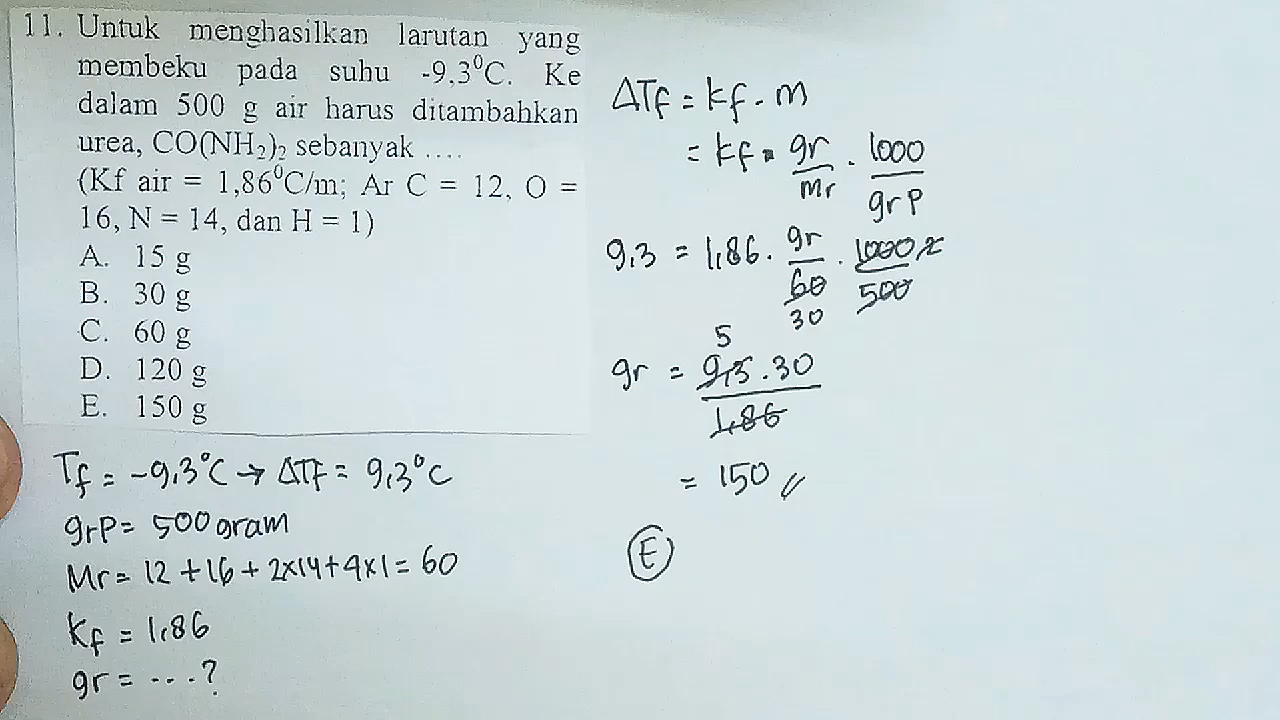 11. Untuk menghasilkan larutan yang
membeku pada suhu -9,3⁰C. Ke
dalam 500 g air harus ditambahkan
urea, CO(NH₂)₂ sebanyak ....
(Kf air = 1,86⁰C/m; Ar C = 12, O =
16, N = 14, dan H = 1)
A. 15 g
B. 30 g
C. 60 g
D. 120 g
E. 150 g
Tf = -9,3°C → ΔTf = 9,3°C
grP = 500 gram
Mr = 12 + 16 + 2x14 + 4x1 = 60
Kf = 1,86
gr = ...?
ΔTf = kf . m
= kf . gr/Mr . 1000/grP
9,3 = 1,86 . gr/60 . 1000/500 2
30
5
gr = 9,3 . 30 / 1,86
= 150 //
E